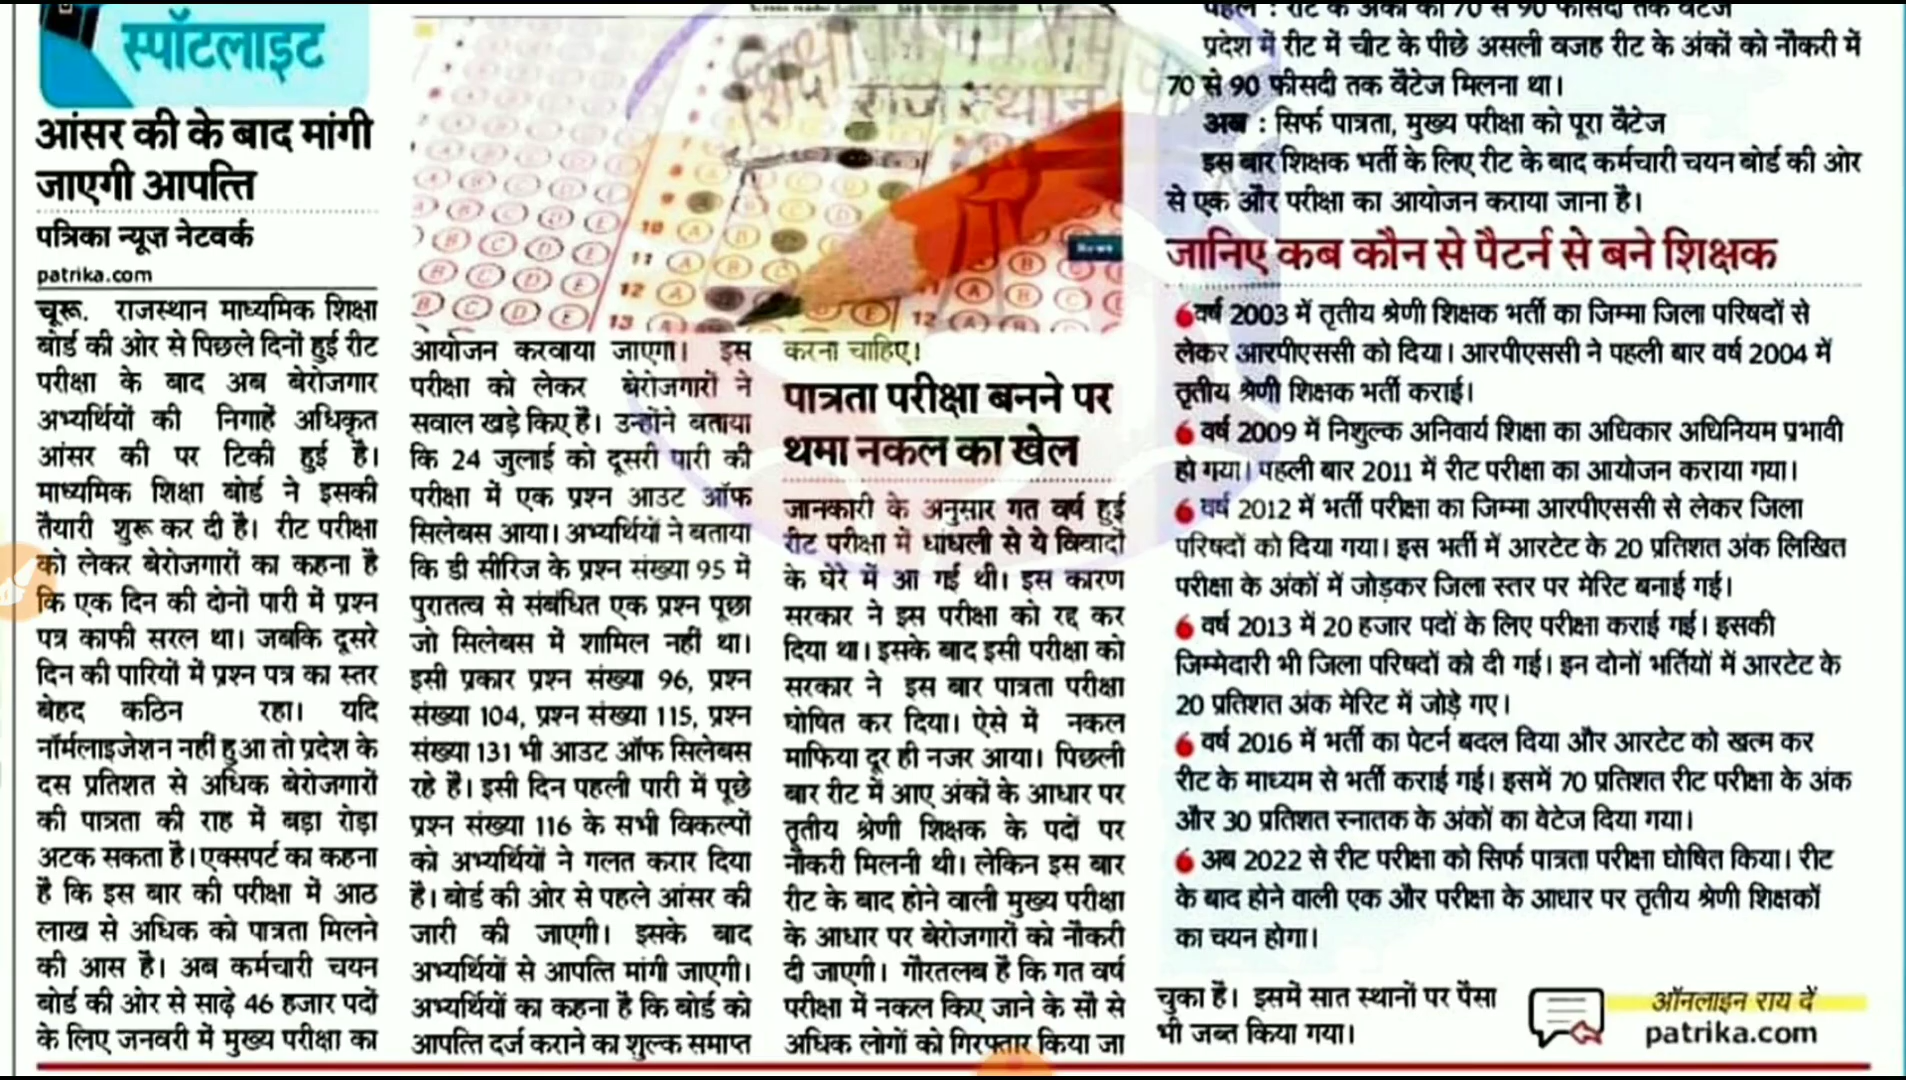 स्पॉटलाइट
आंसर की के बाद मांगी
जाएगी आपत्ति
पत्रिका न्यूज़ नेटवर्क
patrika.com
चूरू. राजस्थान माध्यमिक शिक्षा
बोर्ड की ओर से पिछले दिनों हुई रीट
परीक्षा के बाद अब बेरोजगार
अभ्यर्थियों की निगाहें अधिकृत
आंसर की पर टिकी हुई है।
माध्यमिक शिक्षा बोर्ड ने इसकी
तैयारी शुरू कर दी है। रीट परीक्षा
को लेकर बेरोजगारों का कहना है
कि एक दिन की दोनों पारी में प्रश्न
पत्र काफी सरल था। जबकि दूसरे
दिन की पारियों में प्रश्न पत्र का स्तर
बेहद कठिन रहा। यदि
नॉर्मलाइजेशन नहीं हुआ तो प्रदेश के
दस प्रतिशत से अधिक बेरोजगारों
की पात्रता की राह में बड़ा रोड़ा
अटक सकता है। एक्सपर्ट का कहना
है कि इस बार की परीक्षा में आठ
लाख से अधिक को पात्रता मिलने
की आस है। अब कर्मचारी चयन
बोर्ड की ओर से साढ़े 46 हजार पदों
के लिए जनवरी में मुख्य परीक्षा का
आयोजन करवाया जाएगा। इस
परीक्षा को लेकर बेरोजगारों ने
सवाल खड़े किए है। उन्होंने बताया
कि 24 जुलाई को दूसरी पारी की
परीक्षा में एक प्रश्न आउट ऑफ
सिलेबस आया। अभ्यर्थियों ने बताया
कि डी सीरिज के प्रश्न संख्या 95 में
पुरातत्व से संबंधित एक प्रश्न पूछा
जो सिलेबस में शामिल नहीं था।
इसी प्रकार प्रश्न संख्या 96, प्रश्न
संख्या 104, प्रश्न संख्या 115, प्रश्न
संख्या 131 भी आउट ऑफ सिलेबस
रहे है। इसी दिन पहली पारी में पूछे
प्रश्न संख्या 116 के सभी विकल्पों
को अभ्यर्थियों ने गलत करार दिया
है। बोर्ड की ओर से पहले आंसर की
जारी की जाएगी। इसके बाद
अभ्यर्थियों से आपत्ति मांगी जाएगी।
अभ्यर्थियों का कहना है कि बोर्ड को
आपत्ति दर्ज कराने का शुल्क समाप्त
करना चाहिए।
पात्रता परीक्षा बनने पर
थमा नकल का खेल
जानकारी के अनुसार गत वर्ष हुई
रीट परीक्षा में धांधली से ये विवादों
के घेरे में आ गई थी। इस कारण
सरकार ने इस परीक्षा को रद्द कर
दिया था। इसके बाद इसी परीक्षा को
सरकार ने इस बार पात्रता परीक्षा
घोषित कर दिया। ऐसे में नकल
माफिया दूर ही नजर आया। पिछली
बार रीट में आए अंकों के आधार पर
तृतीय श्रेणी शिक्षक के पदों पर
नौकरी मिलनी थी। लेकिन इस बार
रीट के बाद होने वाली मुख्य परीक्षा
के आधार पर बेरोजगारों को नौकरी
दी जाएगी। गौरतलब है कि गत वर्ष
परीक्षा में नकल किए जाने के सौ से
अधिक लोगों को गिरफ्तार किया जा
पहले : रीट के अंकों को 70 से 90 फीसदी तक वेटेज
प्रदेश में रीट में चीट के पीछे असली वजह रीट के अंकों को नौकरी में
70 से 90 फीसदी तक वेटेज मिलना था।
अब : सिर्फ पात्रता, मुख्य परीक्षा को पूरा वैटेज
इस बार शिक्षक भर्ती के लिए रीट के बाद कर्मचारी चयन बोर्ड की ओर
से एक और परीक्षा का आयोजन कराया जाना है।
जानिए कब कौन से पैटर्न से बने शिक्षक
वर्ष 2003 में तृतीय श्रेणी शिक्षक भर्ती का जिम्मा जिला परिषदों से
लेकर आरपीएससी को दिया। आरपीएससी ने पहली बार वर्ष 2004 में
तृतीय श्रेणी शिक्षक भर्ती कराई।
वर्ष 2009 में निशुल्क अनिवार्य शिक्षा का अधिकार अधिनियम प्रभावी
हो गया। पहली बार 2011 में रीट परीक्षा का आयोजन कराया गया।
वर्ष 2012 में भर्ती परीक्षा का जिम्मा आरपीएससी से लेकर जिला
परिषदों को दिया गया। इस भर्ती में आरटेट के 20 प्रतिशत अंक लिखित
परीक्षा के अंकों में जोड़कर जिला स्तर पर मेरिट बनाई गई।
वर्ष 2013 में 20 हजार पदों के लिए परीक्षा कराई गई। इसकी
जिम्मेदारी भी जिला परिषदों को दी गई। इन दोनों भर्तियों में आरटेट के
20 प्रतिशत अंक मेरिट में जोड़े गए।
वर्ष 2016 में भर्ती का पेटर्न बदल दिया और आरटेट को खत्म कर
रीट के माध्यम से भर्ती कराई गई। इसमें 70 प्रतिशत रीट परीक्षा के अंक
और 30 प्रतिशत स्नातक के अंकों का वेटेज दिया गया।
अब 2022 से रीट परीक्षा को सिर्फ पात्रता परीक्षा घोषित किया। रीट
के बाद होने वाली एक और परीक्षा के आधार पर तृतीय श्रेणी शिक्षकों
का चयन होगा।
चुका है। इसमें सात स्थानों पर पैसा
भी जब्त किया गया।
ऑनलाइन राय दें
patrika.com